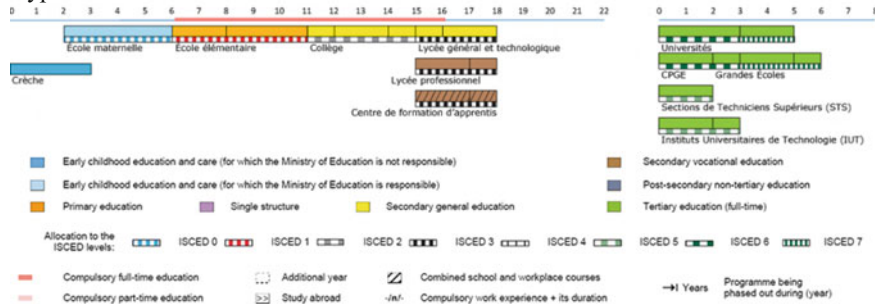 0 1 2 3 4 5 6 7 8 9 10 11 12 13 14 15 16 17 18 19 20 21 22
0 1 2 3 4 5 6 7 8
École maternelle École élémentaire Collège Lycée général et technologique Universités
Crèche Lycée professionnel CPGE Grandes Écoles
Centre de formation d'apprentis Sections de Techniciens Supérieurs (STS)
Instituts Universitaires de Technologie (IUT)
Early childhood education and care (for which the Ministry of Education is not responsible) Secondary vocational education
Early childhood education and care (for which the Ministry of Education is responsible) Post-secondary non-tertiary education
Primary education Single structure Secondary general education Tertiary education (full-time)
Allocation to the
ISCED levels: ISCED 0 ISCED 1 ISCED 2 ISCED 3 ISCED 4 ISCED 5 ISCED 6 ISCED 7
Compulsory full-time education Additional year Combined school and workplace courses Years Programme being
phased out during (year)
Compulsory part-time education >> Study abroad -/n/- Compulsory work experience + its duration